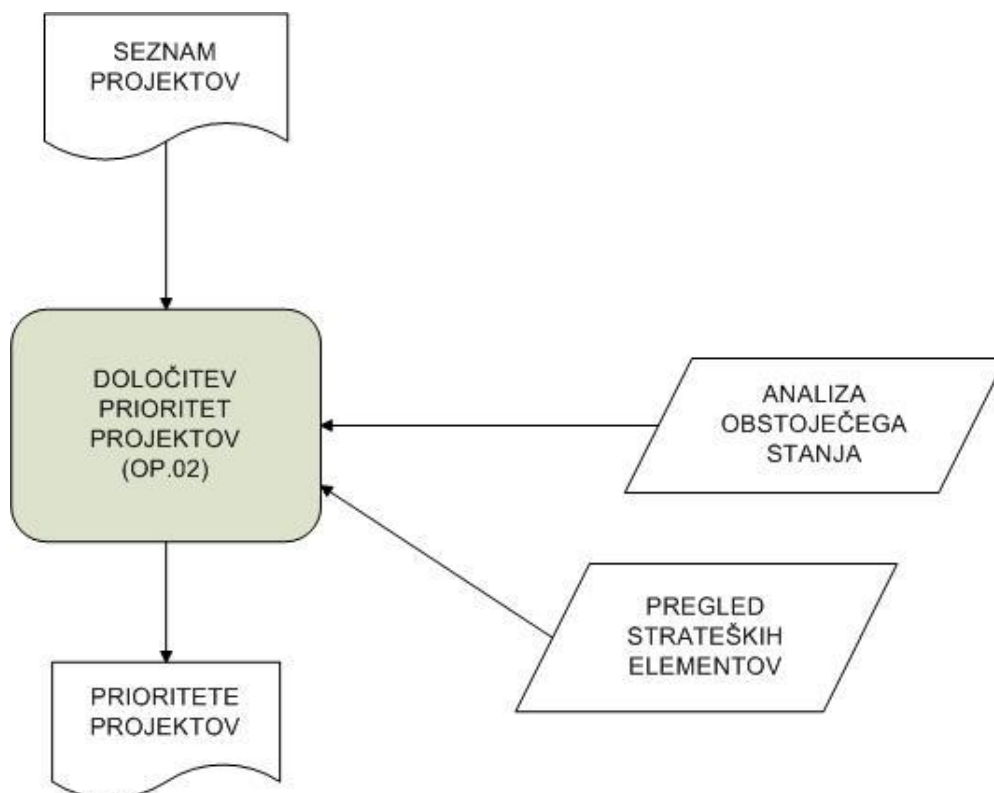 SEZNAM
PROJEKTOV
DOLOČITEV
PRIORITET
PROJEKTOV
(OP.02)
ANALIZA
OBSTOJEČEGA
STANJA
PREGLED
STRATEŠKIH
ELEMENTOV
PRIORITETE
PROJEKTOV